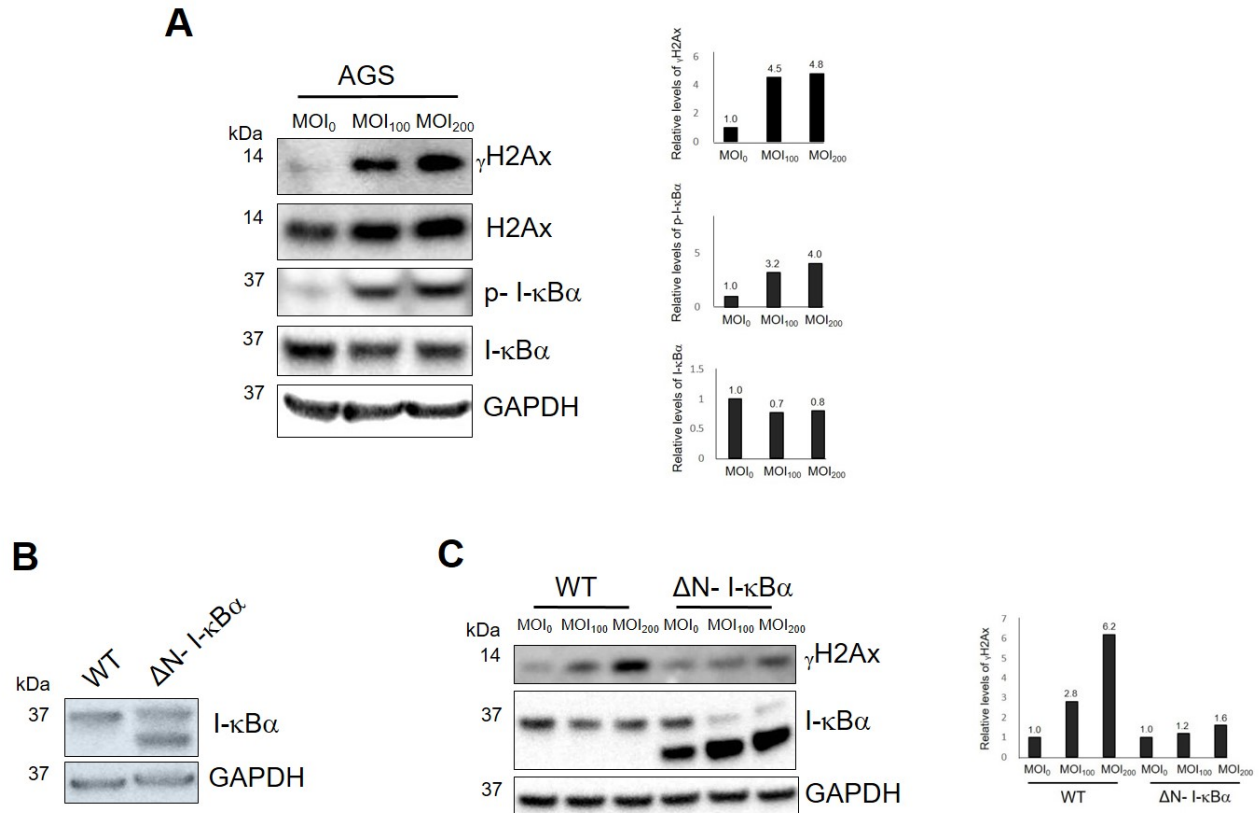 A
AGS
kDa
MOI₀ MOI₁₀₀ MOI₂₀₀
14
γH2Ax
14
H2Ax
37
p- I-κBα
37
I-κBα
37
GAPDH
Relative levels of γH2Ax
6
4
2
0
1.0
4.5
4.8
MOI₀ MOI₁₀₀ MOI₂₀₀
Relative levels of p-I-κBα
5
0
1.0
3.2
4.0
MOI₀ MOI₁₀₀ MOI₂₀₀
Relative levels of I-κBα
1.5
1
0.5
0
1.0
0.7
0.8
MOI₀ MOI₁₀₀ MOI₂₀₀
B
WT
ΔN- I-κBα
kDa
37
I-κBα
37
GAPDH
C
WT ΔN- I-κBα
kDa
MOI₀ MOI₁₀₀ MOI₂₀₀ MOI₀ MOI₁₀₀ MOI₂₀₀
14
γH2Ax
37
I-κBα
37
GAPDH
Relative levels of γH2Ax
7
6
5
4
3
2
1
0
1.0
2.8
6.2
1.0
1.2
1.6
MOI₀ MOI₁₀₀ MOI₂₀₀ MOI₀ MOI₁₀₀ MOI₂₀₀
WT ΔN- I-κBα